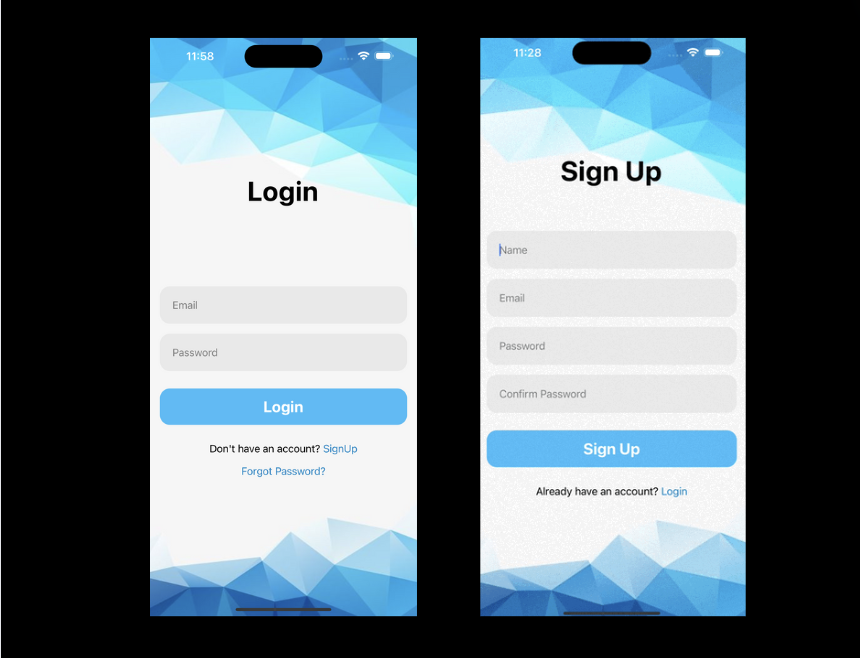 11:58
Login
Email
Password
Login
Don't have an account? SignUp
Forgot Password?
11:28
Sign Up
Name
Email
Password
Confirm Password
Sign Up
Already have an account? Login